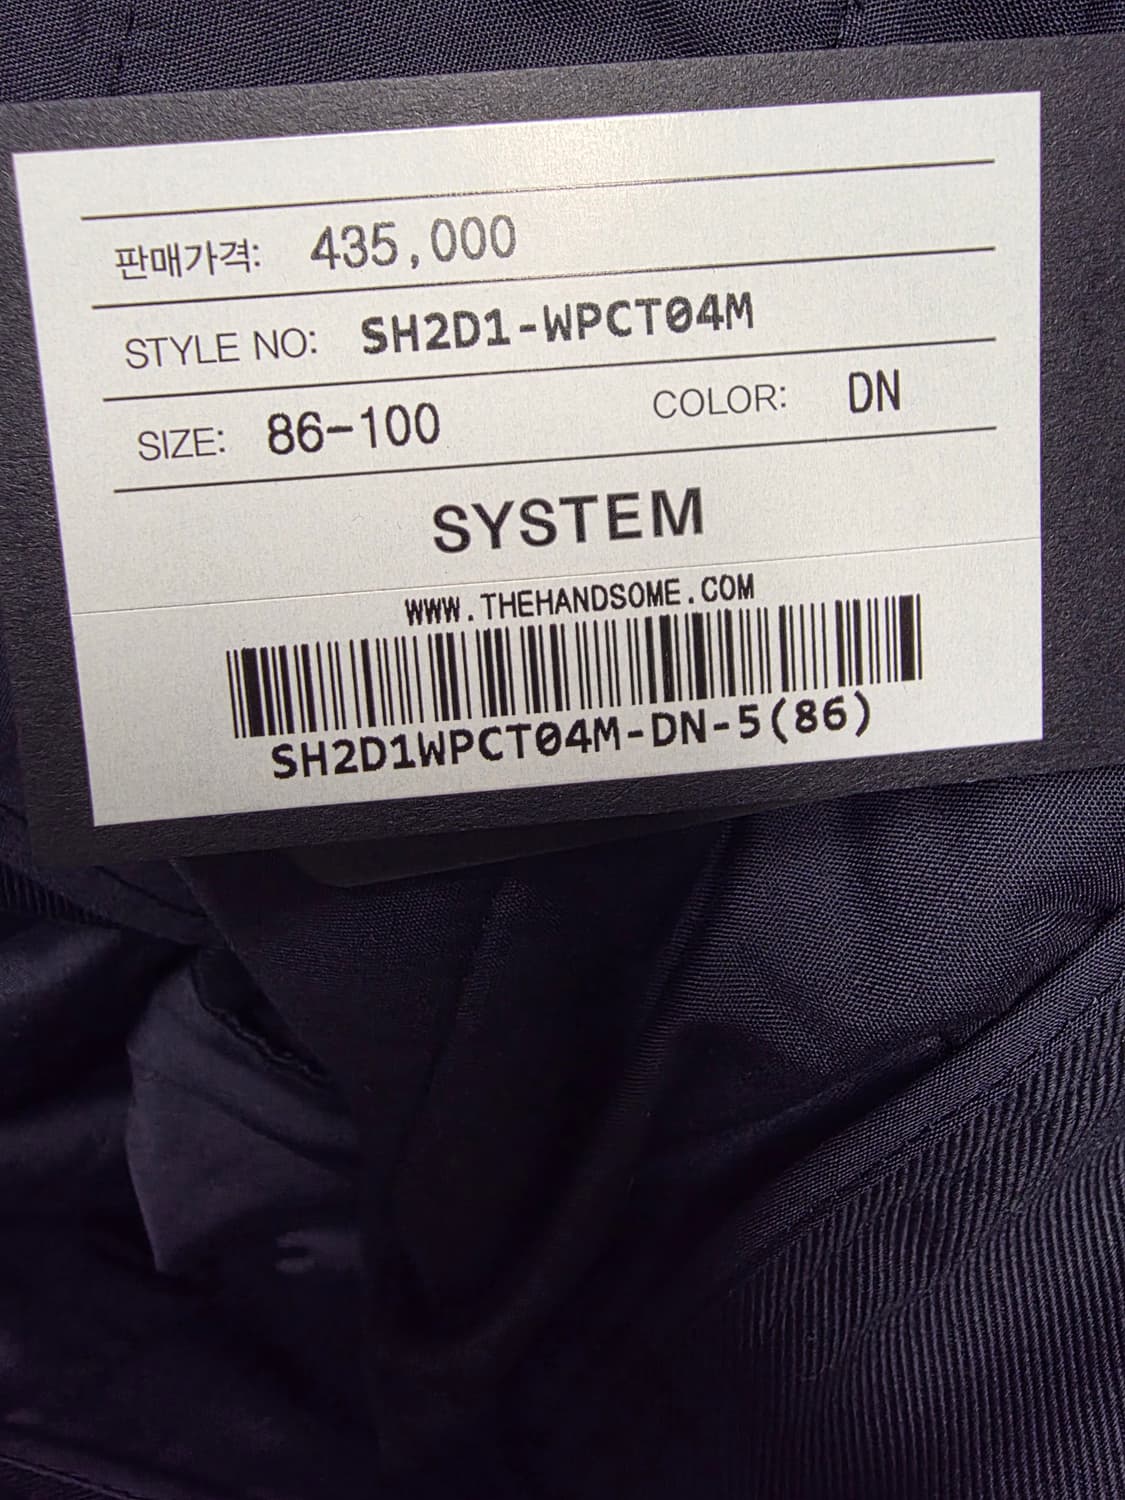 판매가격: 435,000
STYLE NO: SH2D1-WPCT04M
SIZE: 86-100 COLOR: DN
SYSTEM
WWW.THEHANDSOME.COM
SH2D1WPCT04M-DN-5(86)